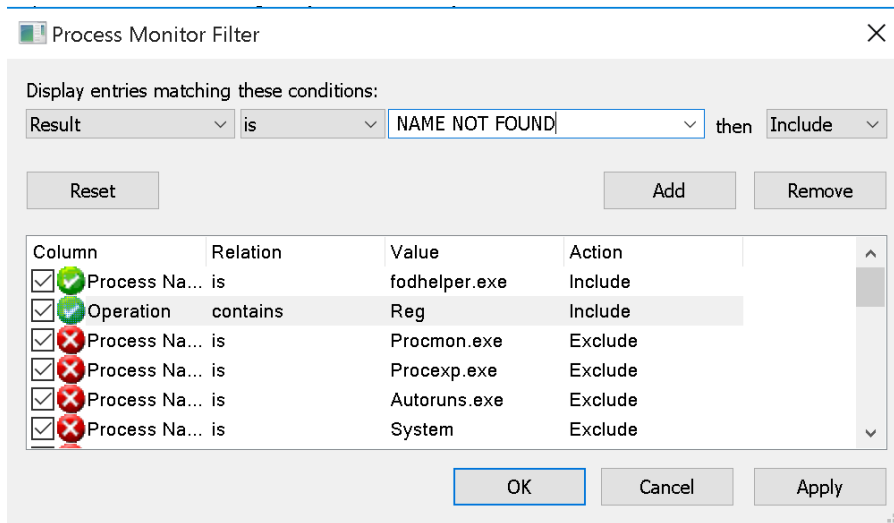 Process Monitor Filter
Display entries matching these conditions:
Result is NAME NOT FOUND then Include
Reset Add Remove
Column Relation Value Action
Process Na... is fodhelper.exe Include
Operation contains Reg Include
Process Na... is Procmon.exe Exclude
Process Na... is Procexp.exe Exclude
Process Na... is Autoruns.exe Exclude
Process Na... is System Exclude
OK Cancel Apply